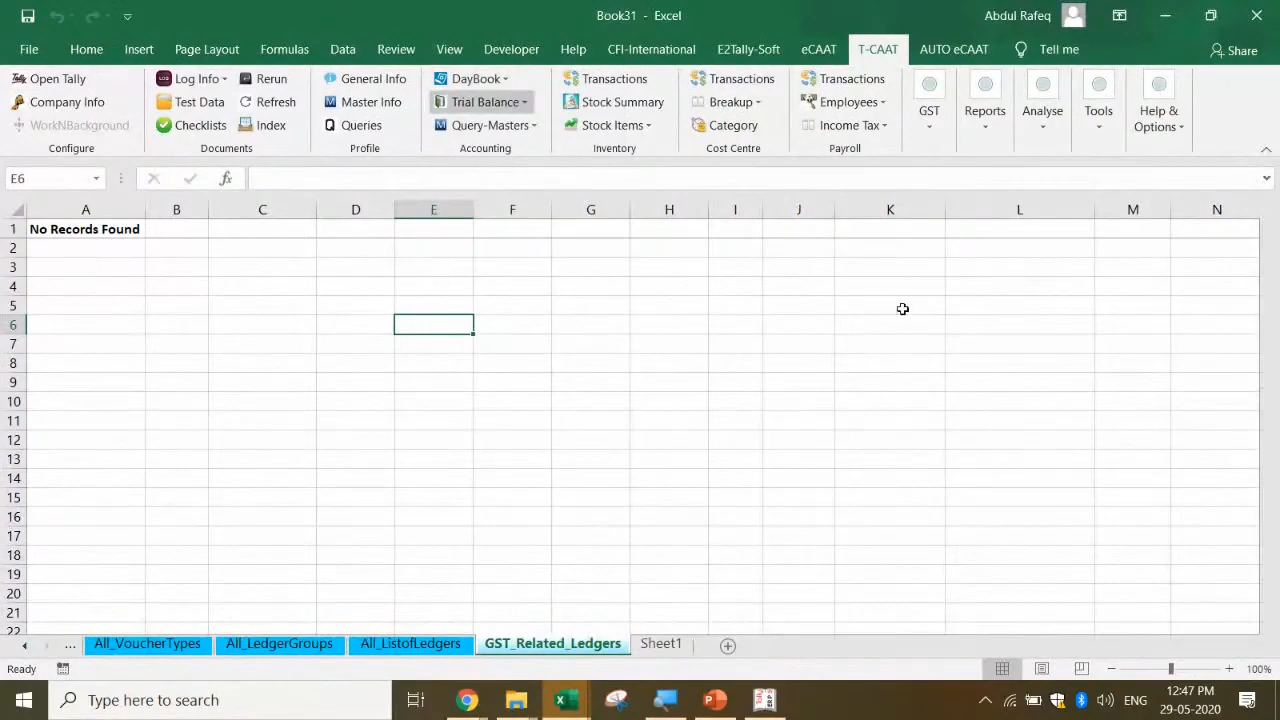 Book31 - Excel
Abdul Rafeq
File Home Insert Page Layout Formulas Data Review View Developer Help CFI-International E2Tally-Soft eCAAT T-CAAT AUTO eCAAT Tell me Share
Open Tally LOG Log Info Rerun General Info DayBook Transactions Transactions Transactions
Company Info Test Data Refresh Master Info Trial Balance Stock Summary Breakup Employees GST Reports Analyse Tools Help & Options
WorkNBackground Checklists Index Queries Query-Masters Stock Items Category Income Tax
Configure Documents Profile Accounting Inventory Cost Centre Payroll
E6 fx
A B C D E F G H I J K L M N
1 No Records Found
2
3
4
5
6
7
8
9
10
11
12
13
14
15
16
17
18
19
20
21
22
... All_VoucherTypes All_LedgerGroups All_ListofLedgers GST_Related_Ledgers Sheet1
Ready 100%
Type here to search ENG 12:47 PM
29-05-2020